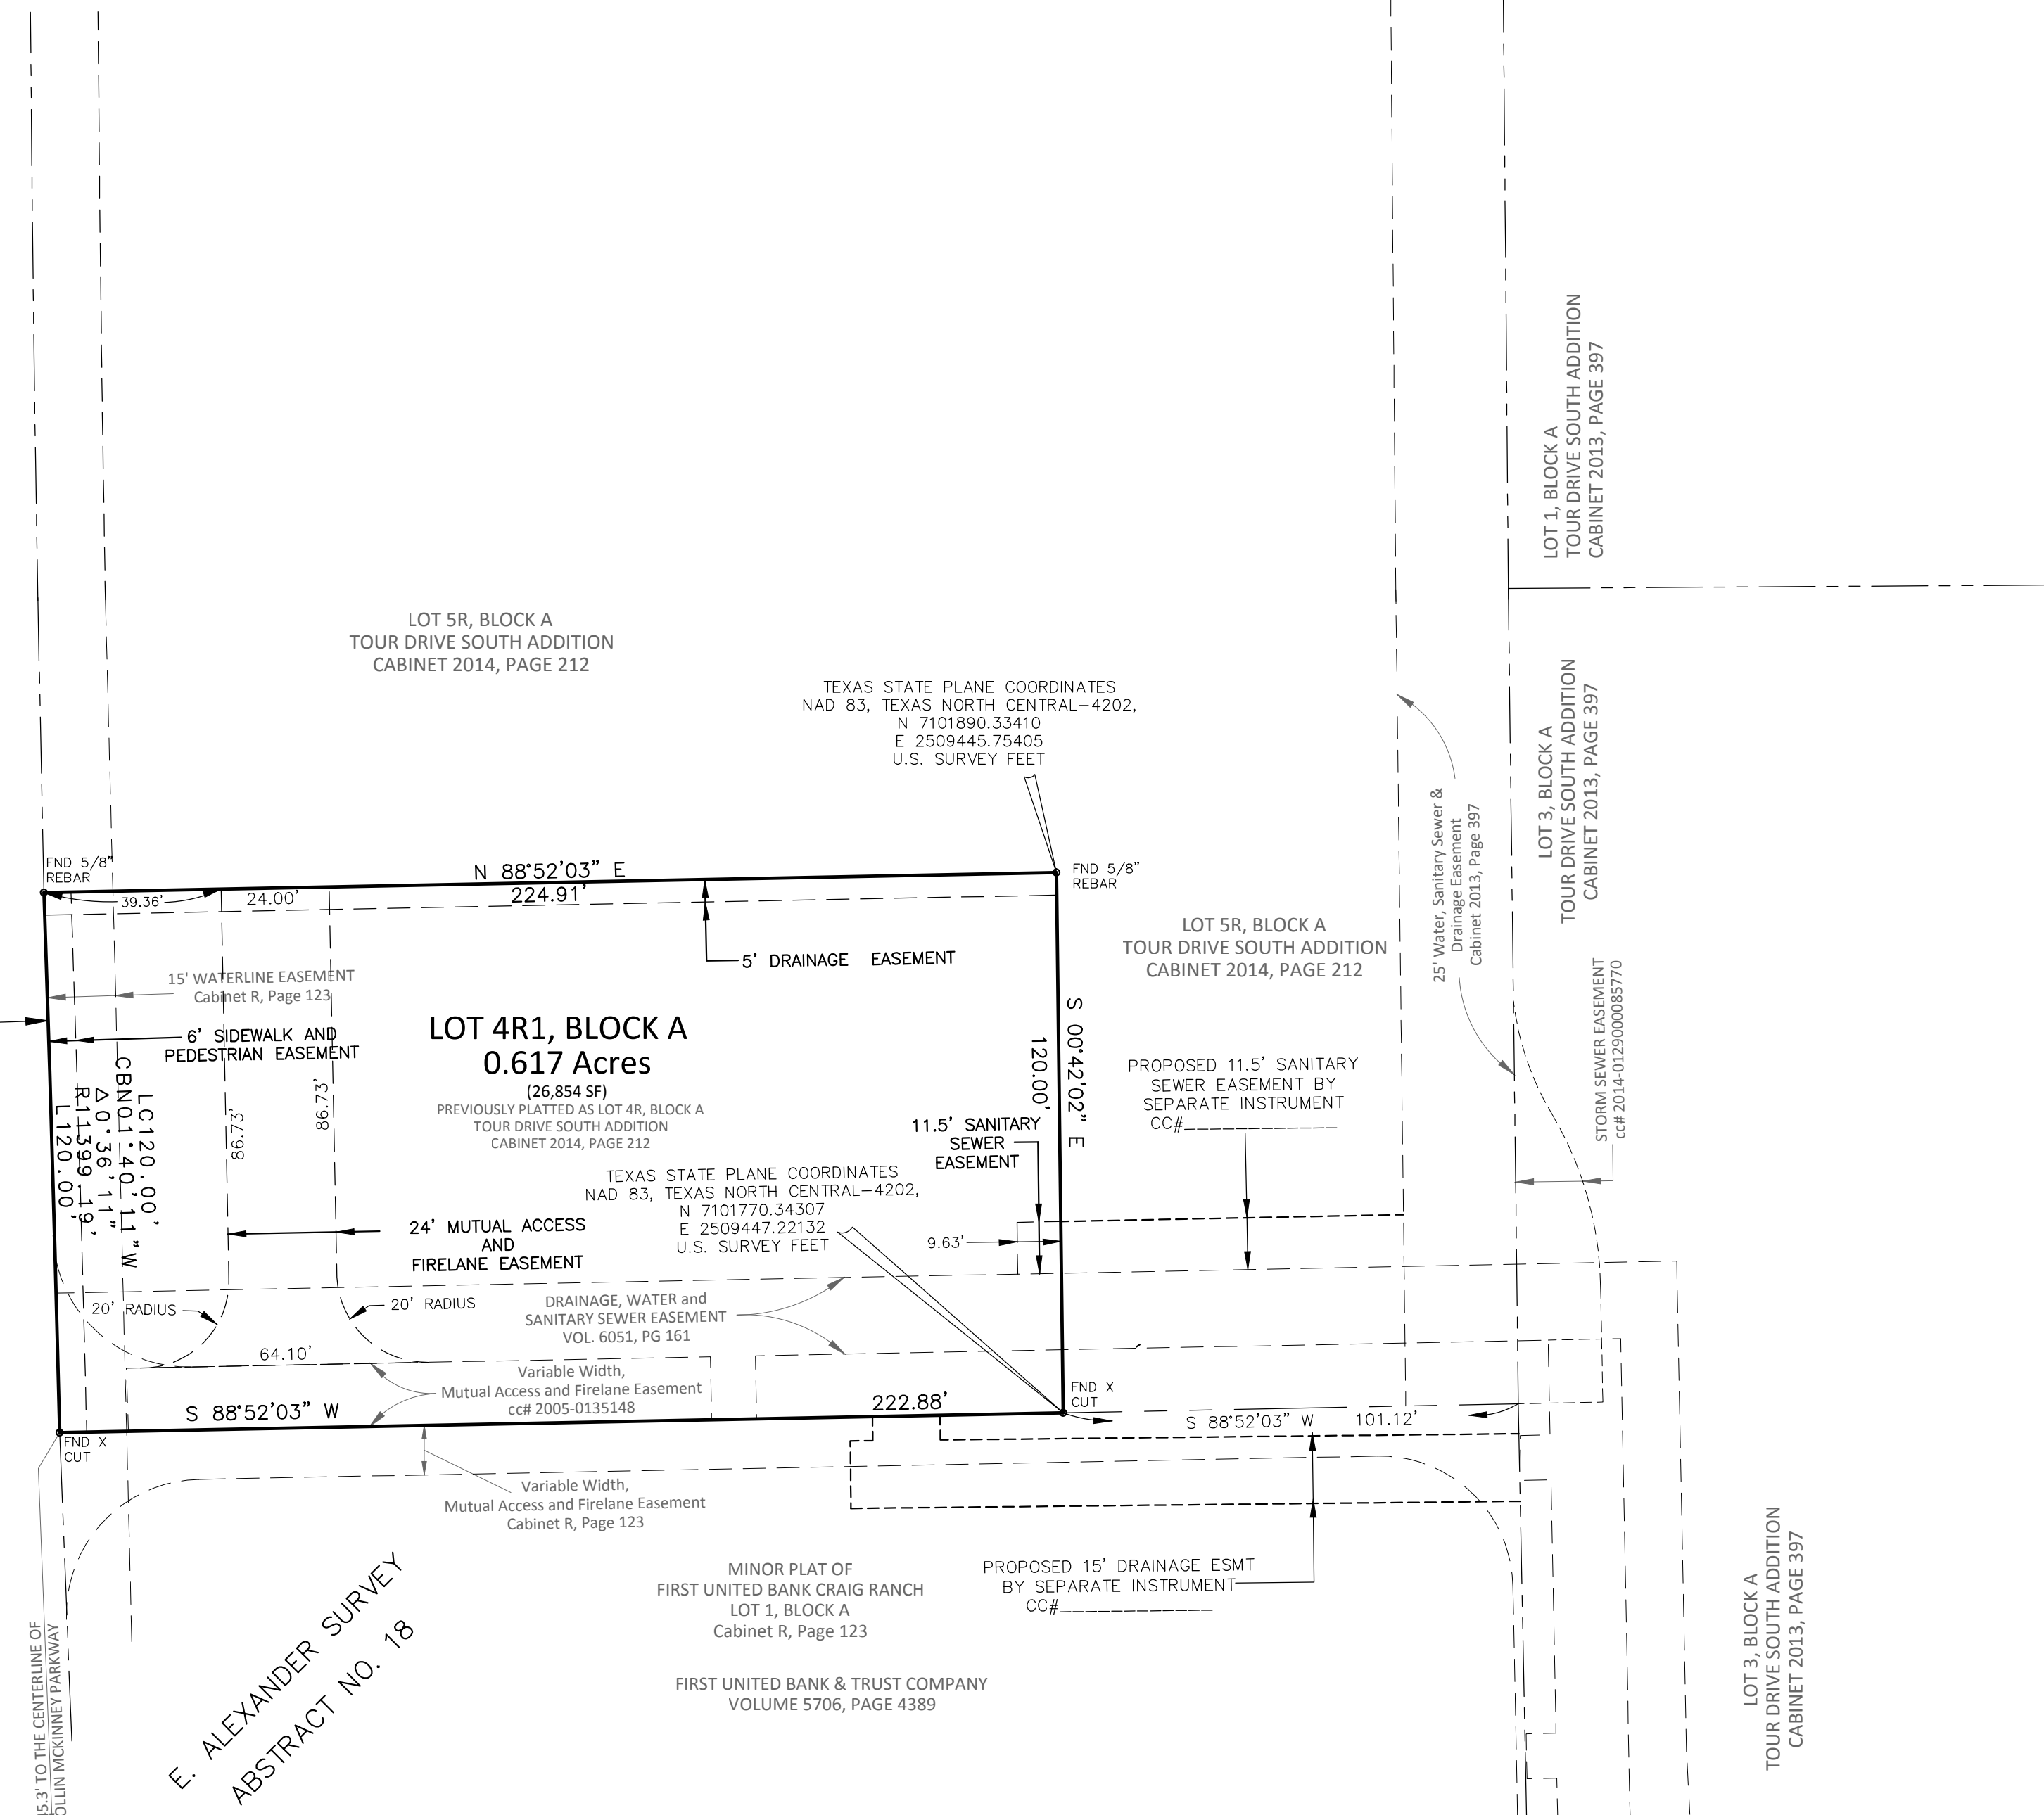 LOT 1, BLOCK A
TOUR DRIVE SOUTH ADDITION
CABINET 2013, PAGE 397
LOT 5R, BLOCK A
TOUR DRIVE SOUTH ADDITION
CABINET 2014, PAGE 212
TEXAS STATE PLANE COORDINATES
NAD 83, TEXAS NORTH CENTRAL-4202,
N 7101890.33410
E 2509445.75405
U.S. SURVEY FEET
LOT 3, BLOCK A
TOUR DRIVE SOUTH ADDITION
CABINET 2013, PAGE 397
25' Water, Sanitary Sewer &
Drainage Easement
Cabinet 2013, Page 397
FND 5/8"
REBAR
N 88°52'03" E
224.91'
FND 5/8"
REBAR
39.36'
24.00'
5' DRAINAGE EASEMENT
LOT 5R, BLOCK A
TOUR DRIVE SOUTH ADDITION
CABINET 2014, PAGE 212
STORM SEWER EASEMENT
cc# 2014-01290000085770
15' WATERLINE EASEMENT
Cabinet R, Page 123
6' SIDEWALK AND
PEDESTRIAN EASEMENT
LOT 4R1, BLOCK A
0.617 Acres
(26,854 SF)
PREVIOUSLY PLATTED AS LOT 4R, BLOCK A
TOUR DRIVE SOUTH ADDITION
CABINET 2014, PAGE 212
S 00°42'02" E
120.00'
PROPOSED 11.5' SANITARY
SEWER EASEMENT BY
SEPARATE INSTRUMENT
CC#____________
LC120.00'
CBN01°40'11"W
Δ0°36'11"
R11399.19'
L120.00'
86.73'
86.73'
11.5' SANITARY
SEWER
EASEMENT
TEXAS STATE PLANE COORDINATES
NAD 83, TEXAS NORTH CENTRAL-4202,
N 7101770.34307
E 2509447.22132
U.S. SURVEY FEET
24' MUTUAL ACCESS
AND
FIRELANE EASEMENT
9.63'
20' RADIUS
20' RADIUS
DRAINAGE, WATER and
SANITARY SEWER EASEMENT
VOL. 6051, PG 161
64.10'
Variable Width,
Mutual Access and Firelane Easement
cc# 2005-0135148
S 88°52'03" W
222.88'
FND X
CUT
S 88°52'03" W 101.12'
FND X
CUT
Variable Width,
Mutual Access and Firelane Easement
Cabinet R, Page 123
MINOR PLAT OF
FIRST UNITED BANK CRAIG RANCH
LOT 1, BLOCK A
Cabinet R, Page 123
PROPOSED 15' DRAINAGE ESMT
BY SEPARATE INSTRUMENT
CC#____________
FIRST UNITED BANK & TRUST COMPANY
VOLUME 5706, PAGE 4389
E. ALEXANDER SURVEY
ABSTRACT NO. 18
5.3' TO THE CENTERLINE OF
OLLIN MCKINNEY PARKWAY
LOT 3, BLOCK A
TOUR DRIVE SOUTH ADDITION
CABINET 2013, PAGE 397